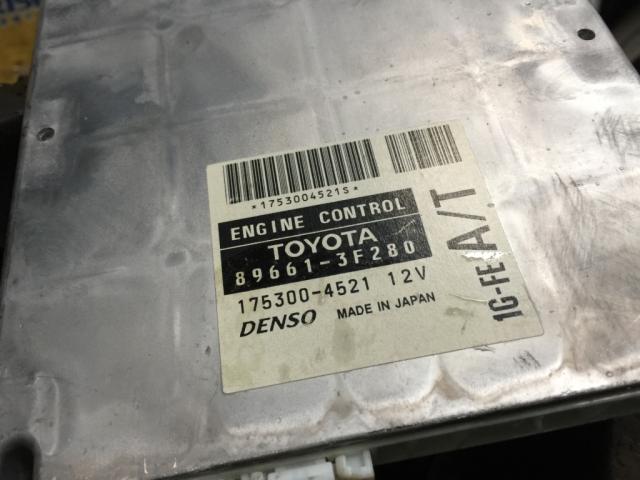 *1753004521S*
ENGINE CONTROL
TOYOTA
89661-3F280
175300-4521 12V
DENSO MADE IN JAPAN
1G-FE A/T